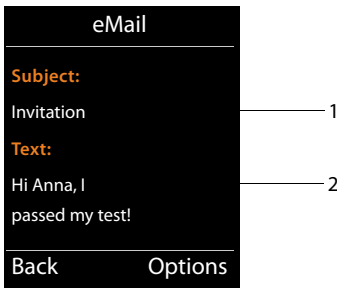 eMail
Subject:
Invitation 1
Text:
Hi Anna, I 2
passed my test!
Back Options